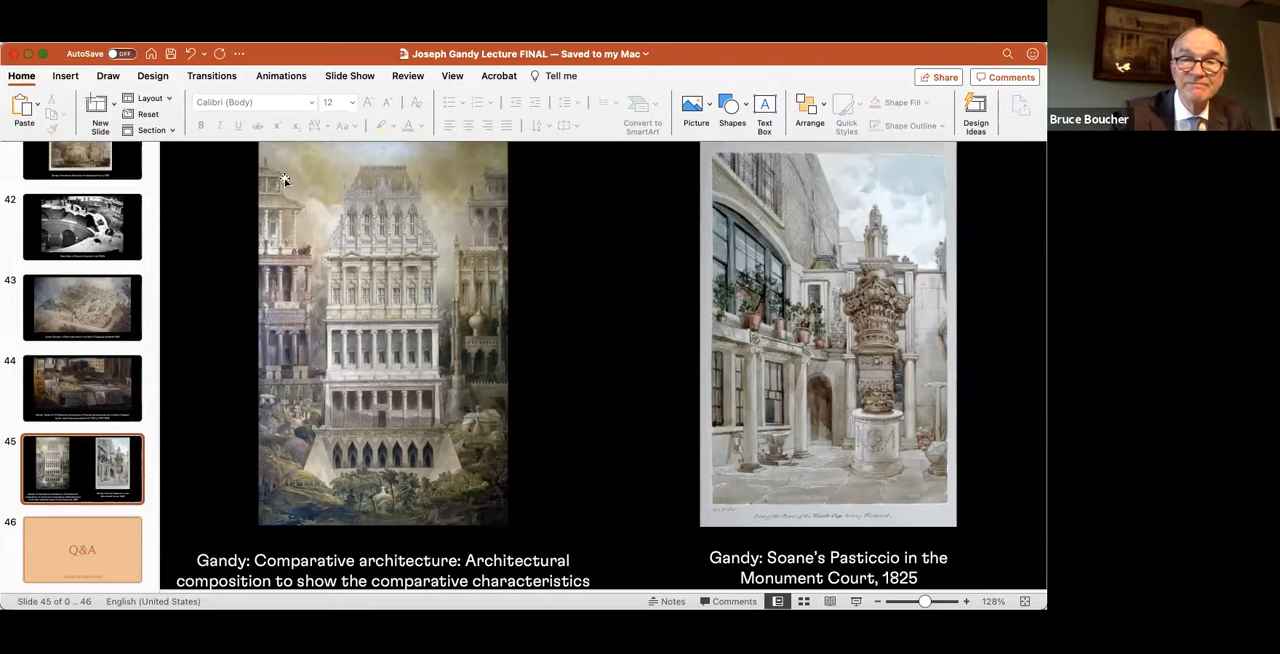 AutoSave OFF
Joseph Gandy Lecture FINAL — Saved to my Mac
Home Insert Draw Design Transitions Animations Slide Show Review View Acrobat Tell me
Share Comments
Paste
New Slide
Layout
Reset
Section
Calibri (Body) 12
Convert to SmartArt
Picture
Shapes
Text Box
Arrange
Quick Styles
Shape Fill
Shape Outline
Design Ideas
Bruce Boucher
42
43
44
45
46
Q&A
Gandy: Comparative architecture: Architectural
composition to show the comparative characteristics
Gandy: Soane's Pasticcio in the
Monument Court, 1825
Slide 45 of 0 .. 46 English (United States) Notes Comments 128%